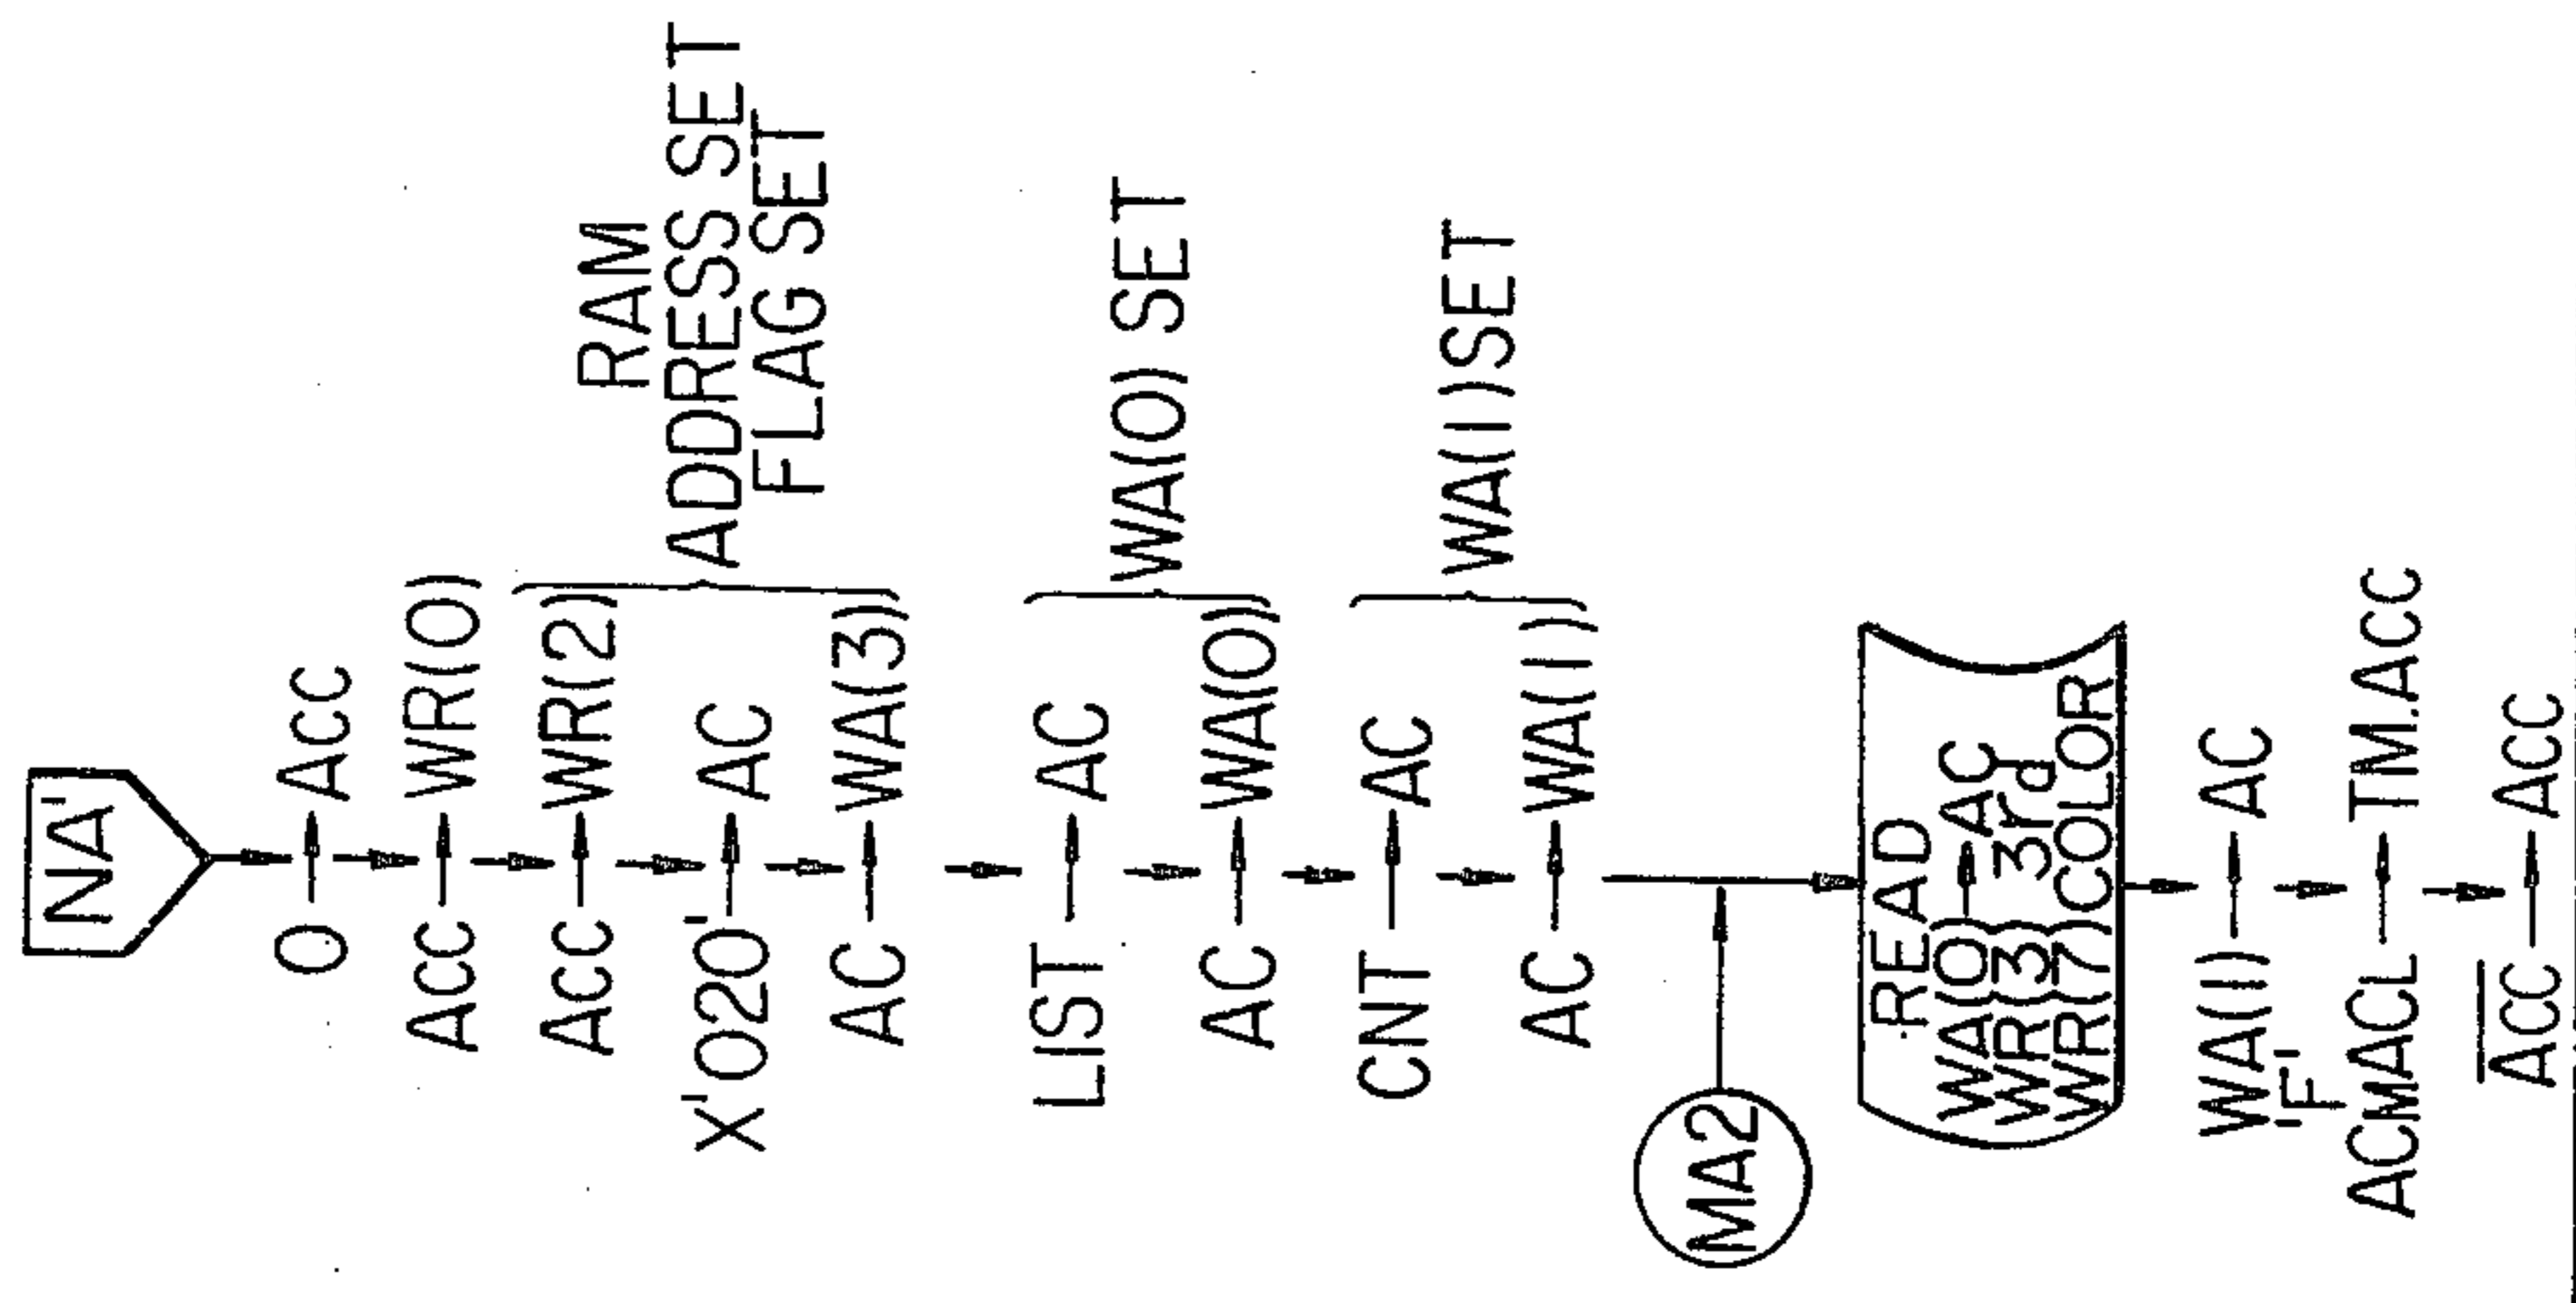 NA'
0 → ACC
ACC → WR(0)
ACC → WR(2)
X'020' → AC
AC → WA(3)
RAM
ADDRESS SET
FLAG SET
LIST → AC
AC → WA(0)
WA(0) SET
CNT → AC
AC → WA(1)
WA(1) SET
MA2
READ
WA(0) → AC
WR(3) 3rd
WR(7) COLOR
WA(1) → AC
'F'
ACMACL → TM.ACC
A̅C̅C̅ → ACC